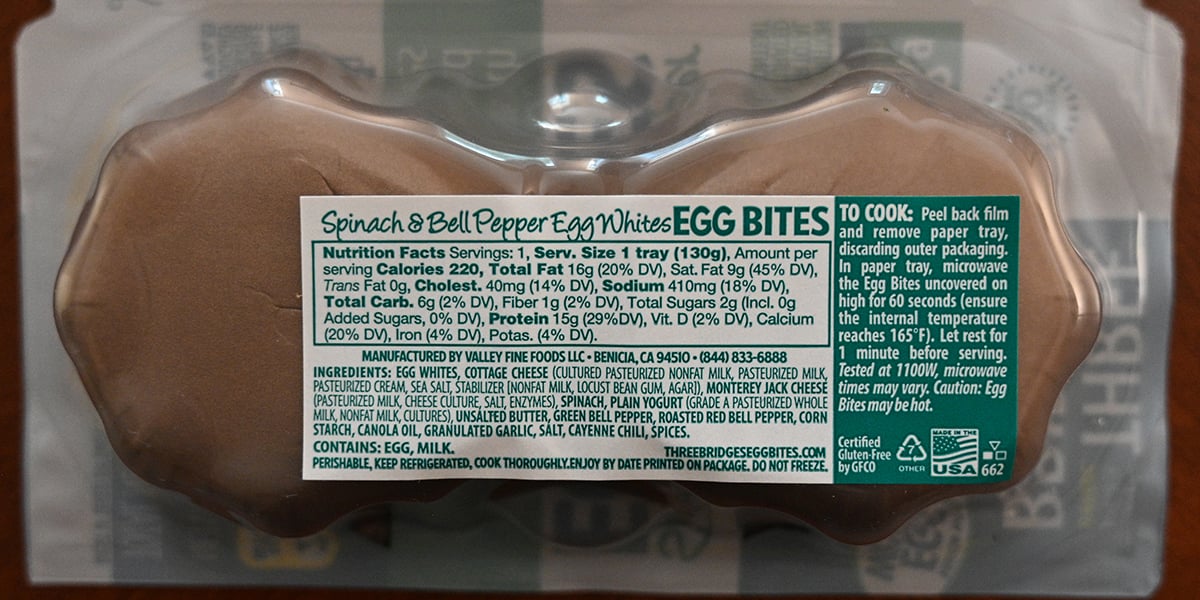 Spinach & Bell Pepper Egg Whites EGG BITES
Nutrition Facts Servings: 1, Serv. Size 1 tray (130g), Amount per
serving Calories 220, Total Fat 16g (20% DV), Sat. Fat 9g (45% DV),
Trans Fat 0g, Cholest. 40mg (14% DV), Sodium 410mg (18% DV),
Total Carb. 6g (2% DV), Fiber 1g (2% DV), Total Sugars 2g (Incl. 0g
Added Sugars, 0% DV), Protein 15g (29%DV), Vit. D (2% DV), Calcium
(20% DV), Iron (4% DV), Potas. (4% DV).
MANUFACTURED BY VALLEY FINE FOODS LLC • BENICIA, CA 94510 • (844) 833-6888
INGREDIENTS: EGG WHITES, COTTAGE CHEESE (CULTURED PASTEURIZED NONFAT MILK, PASTEURIZED MILK,
PASTEURIZED CREAM, SEA SALT, STABILIZER [NONFAT MILK, LOCUST BEAN GUM, AGAR]), MONTEREY JACK CHEESE
(PASTEURIZED MILK, CHEESE CULTURE, SALT, ENZYMES), SPINACH, PLAIN YOGURT (GRADE A PASTEURIZED WHOLE
MILK, NONFAT MILK, CULTURES), UNSALTED BUTTER, GREEN BELL PEPPER, ROASTED RED BELL PEPPER, CORN
STARCH, CANOLA OIL, GRANULATED GARLIC, SALT, CAYENNE CHILI, SPICES.
CONTAINS: EGG, MILK.
THREEBRIDGESEGGBITES.COM
PERISHABLE, KEEP REFRIGERATED, COOK THOROUGHLY.ENJOY BY DATE PRINTED ON PACKAGE. DO NOT FREEZE.
TO COOK: Peel back film
and remove paper tray,
discarding outer packaging.
In paper tray, microwave
the Egg Bites uncovered on
high for 60 seconds (ensure
the internal temperature
reaches 165°F). Let rest for
1 minute before serving.
Tested at 1100W, microwave
times may vary. Caution: Egg
Bites may be hot.
Certified
Gluten-Free
by GFCO
7
OTHER
MADE IN THE
USA
662
THREE